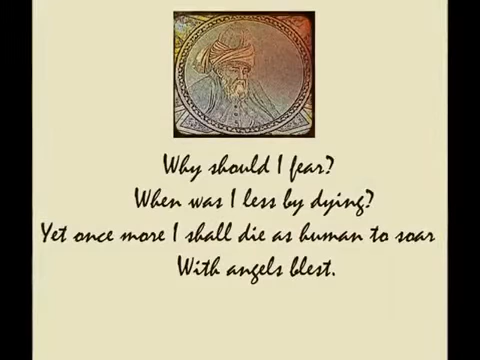 Why should I fear?
When was I less by dying?
Yet once more I shall die as human to soar
With angels blest.